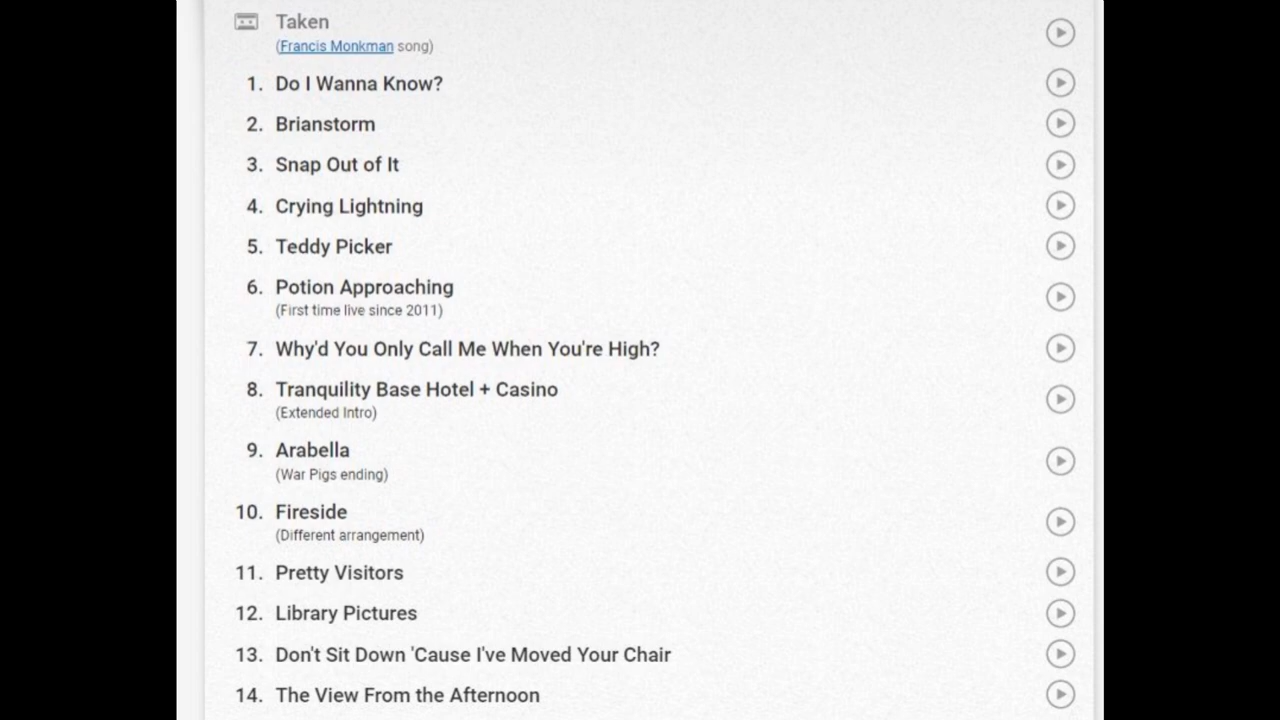 Taken
(Francis Monkman song)
1. Do I Wanna Know?
2. Brianstorm
3. Snap Out of It
4. Crying Lightning
5. Teddy Picker
6. Potion Approaching
(First time live since 2011)
7. Why'd You Only Call Me When You're High?
8. Tranquility Base Hotel + Casino
(Extended Intro)
9. Arabella
(War Pigs ending)
10. Fireside
(Different arrangement)
11. Pretty Visitors
12. Library Pictures
13. Don't Sit Down 'Cause I've Moved Your Chair
14. The View From the Afternoon